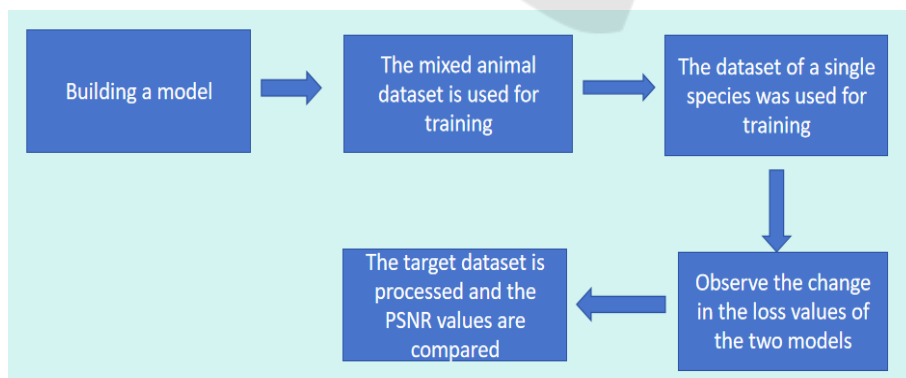 Building a model
The mixed animal
dataset is used for
training
The dataset of a single
species was used for
training
Observe the change
in the loss values of
the two models
The target dataset is
processed and the
PSNR values are
compared